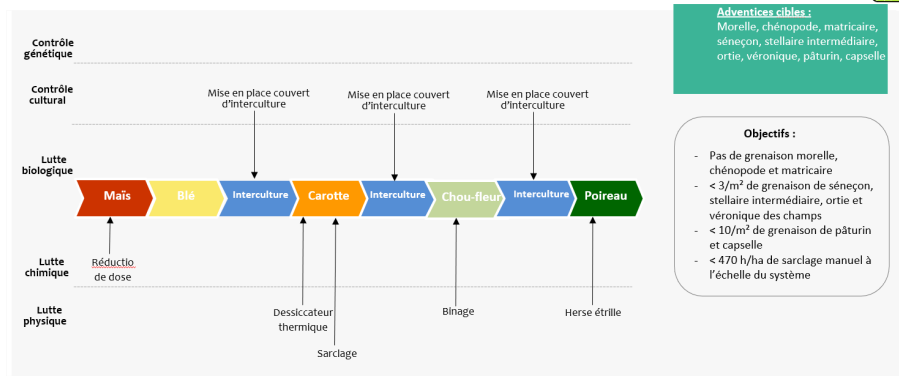 Adventices cibles :
Morelle, chénopode, matricaire,
séneçon, stellaire intermédiaire,
ortie, véronique, pâturin, capselle
Contrôle
génétique
Contrôle
cultural
Mise en place couvert
d'interculture
Mise en place couvert
d'interculture
Mise en place couvert
d'interculture
Objectifs :
- Pas de grenaison morelle,
chénopode et matricaire
- < 3/m² de grenaison de séneçon,
stellaire intermédiaire, ortie et
véronique des champs
- < 10/m² de grenaison de pâturin
et capselle
- < 470 h/ha de sarclage manuel à
l'échelle du système
Lutte
biologique
Maïs
Blé
Interculture
Carotte
Interculture
Chou-fleur
Interculture
Poireau
Lutte
chimique
Réductio
de dose
Lutte
physique
Dessiccateur
thermique
Sarclage
Binage
Herse étrille